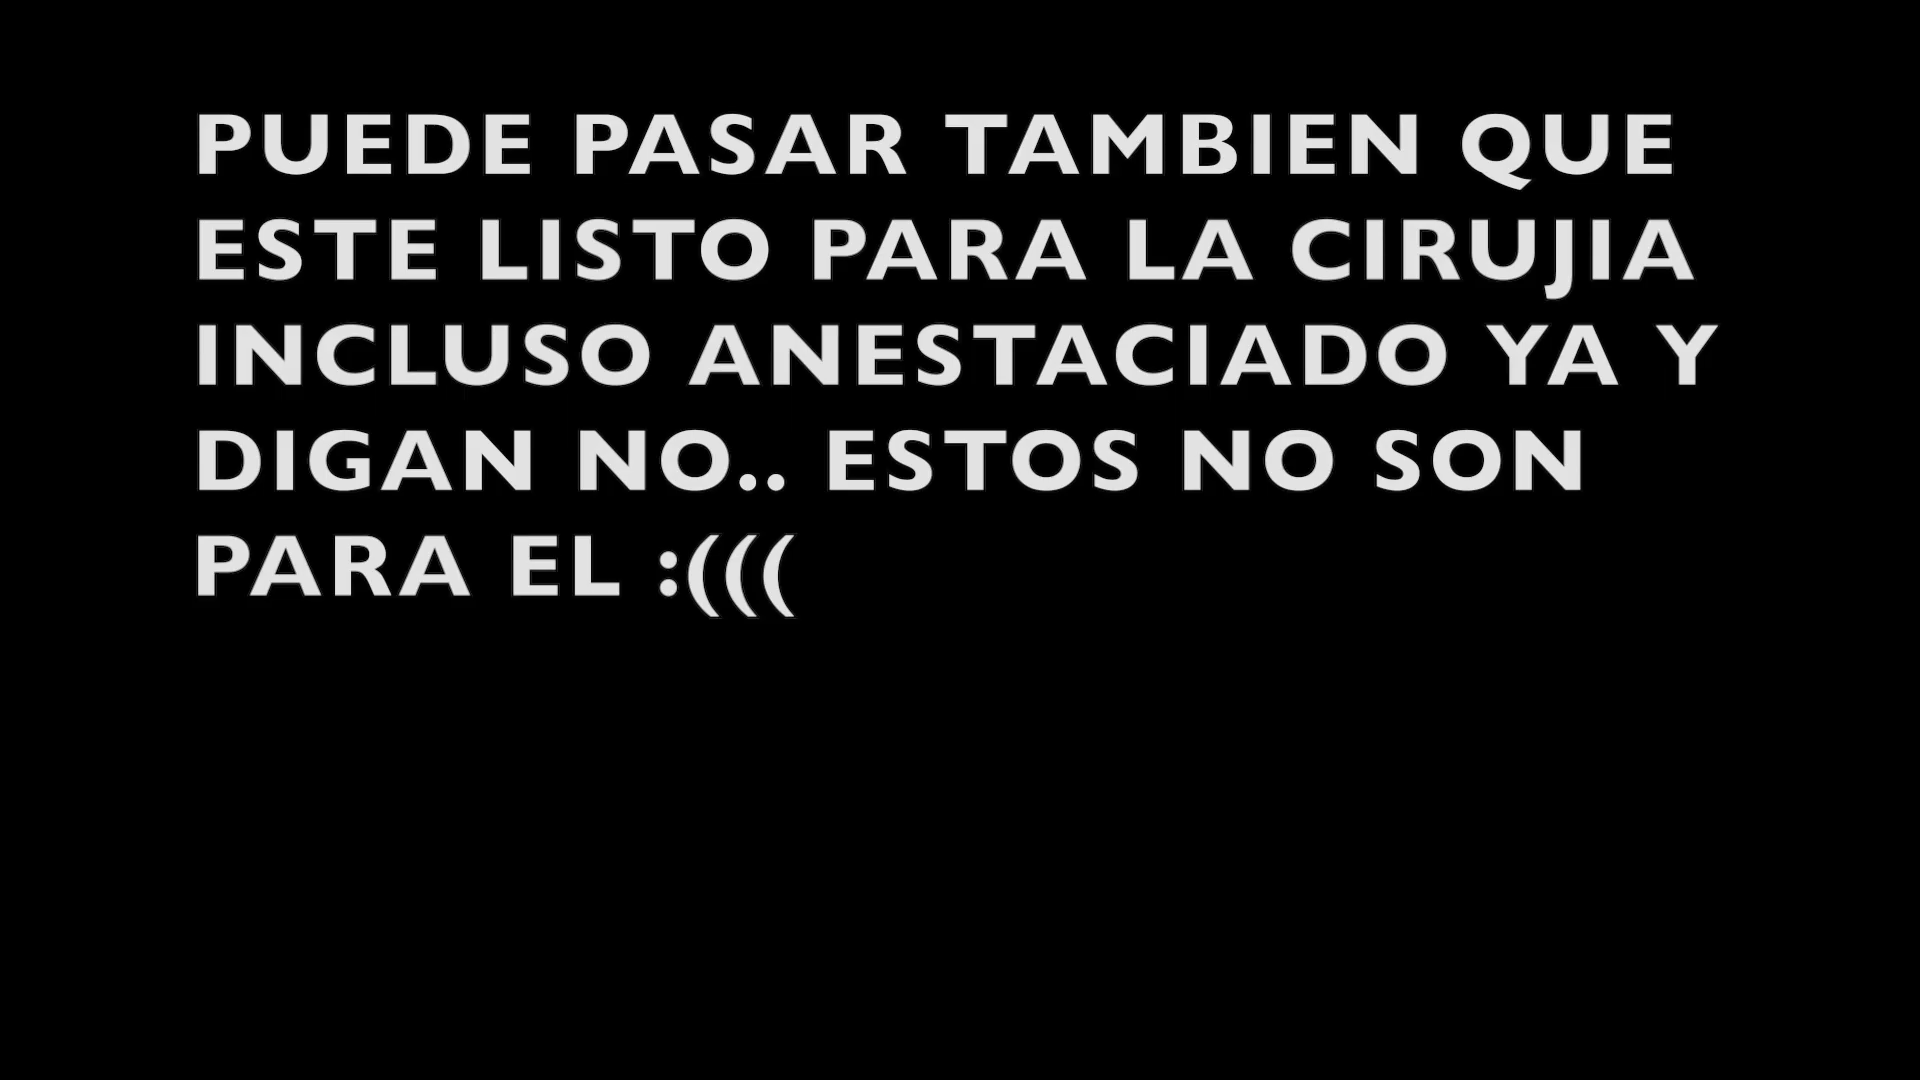 PUEDE PASAR TAMBIEN QUE
ESTE LISTO PARA LA CIRUJIA
INCLUSO ANESTACIADO YA Y
DIGAN NO.. ESTOS NO SON
PARA EL :(((